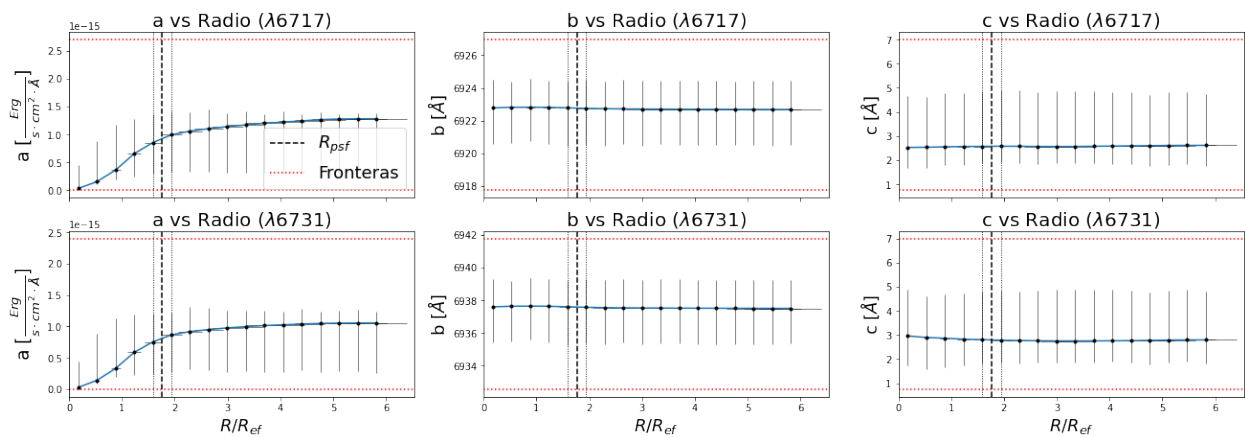 a vs Radio (λ6717)
1e−15
a [Erg / s · cm² · Å]
2.5
2.0
1.5
1.0
0.5
0.0
R_psf
Fronteras
b vs Radio (λ6717)
b [Å]
6926
6924
6922
6920
6918
c vs Radio (λ6717)
c [Å]
7
6
5
4
3
2
1
a vs Radio (λ6731)
1e−15
a [Erg / s · cm² · Å]
2.5
2.0
1.5
1.0
0.5
0.0
0 1 2 3 4 5 6
R/R_ef
b vs Radio (λ6731)
b [Å]
6942
6940
6938
6936
6934
0 1 2 3 4 5 6
R/R_ef
c vs Radio (λ6731)
c [Å]
7
6
5
4
3
2
1
0 1 2 3 4 5 6
R/R_ef